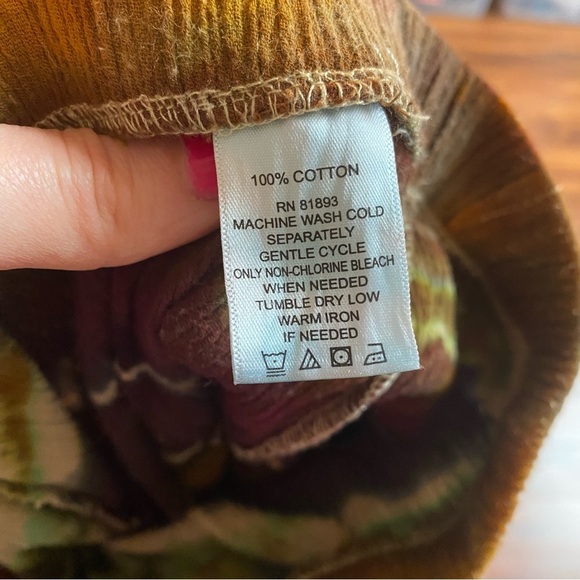 100% COTTON
RN 81893
MACHINE WASH COLD
SEPARATELY
GENTLE CYCLE
ONLY NON-CHLORINE BLEACH
WHEN NEEDED
TUMBLE DRY LOW
WARM IRON
IF NEEDED